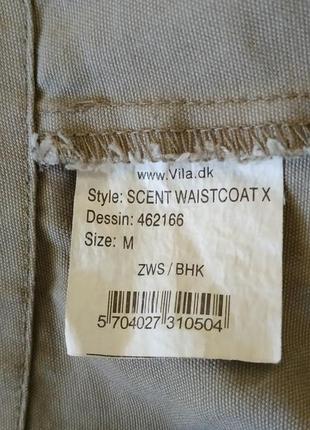 www.Vila.dk
Style: SCENT WAISTCOAT X
Dessin: 462166
Size: M
ZWS / BHK
5 704027 310504